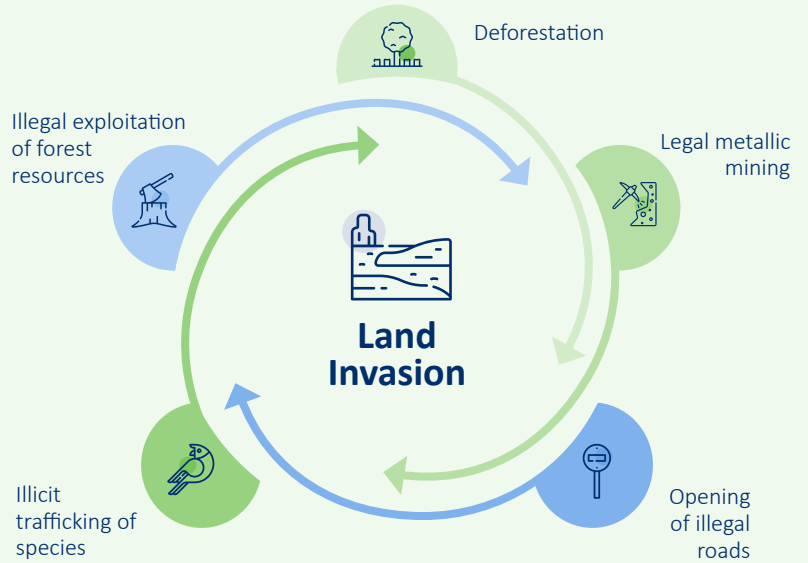 Deforestation
Legal metallic
mining
Illegal exploitation
of forest
resources
Land
Invasion
Illicit
trafficking of
species
Opening
of illegal
roads